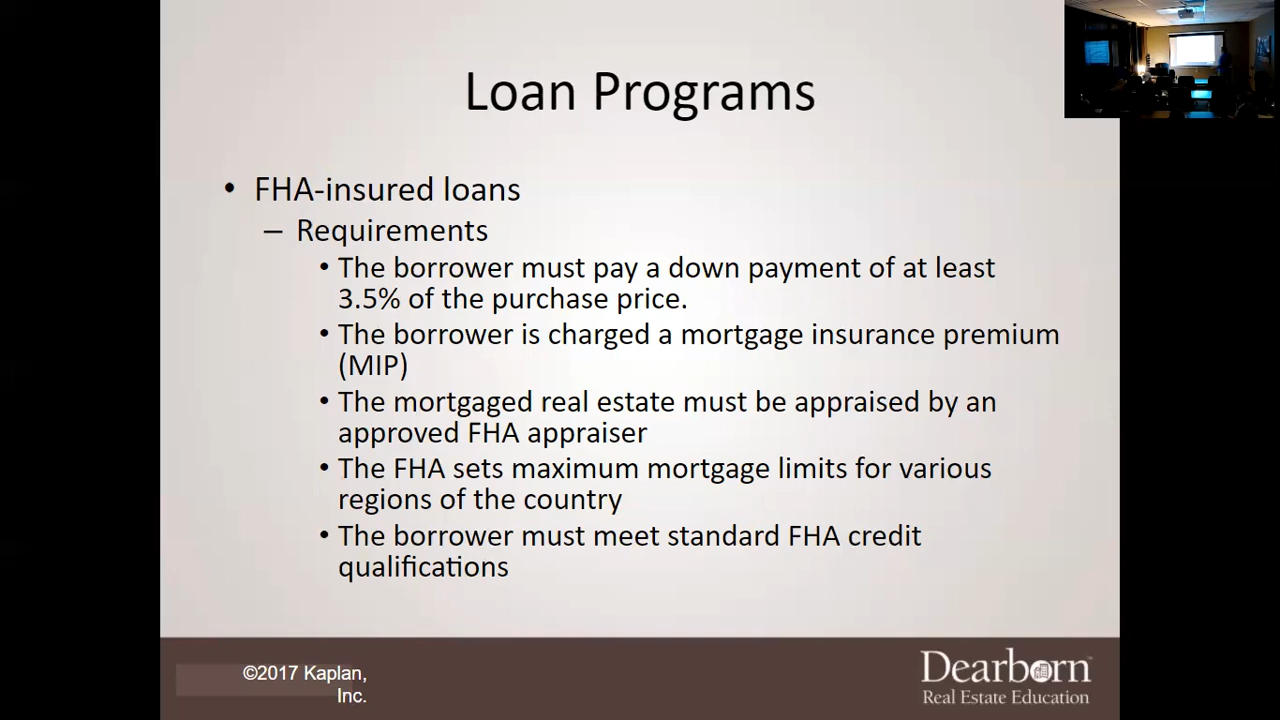 Loan Programs
• FHA-insured loans
– Requirements
• The borrower must pay a down payment of at least
3.5% of the purchase price.
• The borrower is charged a mortgage insurance premium
(MIP)
• The mortgaged real estate must be appraised by an
approved FHA appraiser
• The FHA sets maximum mortgage limits for various
regions of the country
• The borrower must meet standard FHA credit
qualifications
©2017 Kaplan,
Inc.
Dearborn™
Real Estate Education